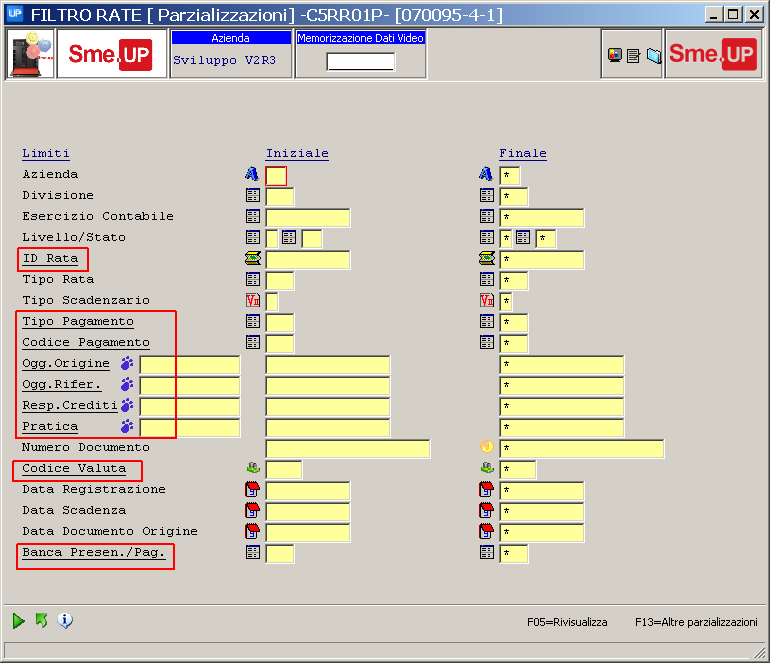 UP FILTRO RATE [ Parzializzazioni] -C5RR01P- [070095-4-1]
Sme.UP
Azienda
Sviluppo V2R3
Memorizzazione Dati Video
Sme.UP
Limiti Iniziale Finale
Azienda *
Divisione *
Esercizio Contabile *
Livello/Stato * *
ID Rata *
Tipo Rata *
Tipo Scadenzario *
Tipo Pagamento *
Codice Pagamento *
Ogg.Origine *
Ogg.Rifer. *
Resp.Crediti *
Pratica *
Numero Documento *
Codice Valuta *
Data Registrazione *
Data Scadenza *
Data Documento Origine *
Banca Presen./Pag. *
F05=Rivisualizza F13=Altre parzializzazioni